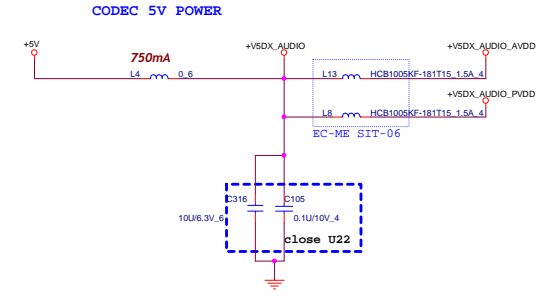 CODEC 5V POWER
+5V
+V5DX_AUDIO
+V5DX_AUDIO_AVDD
750mA
L4
0_6
L13
HCB1005KF-181T15_1.5A_4
+V5DX_AUDIO_PVDD
L8
HCB1005KF-181T15_1.5A_4
EC-ME SIT-06
C316
C105
10U/6.3V_6
0.1U/10V_4
close U22